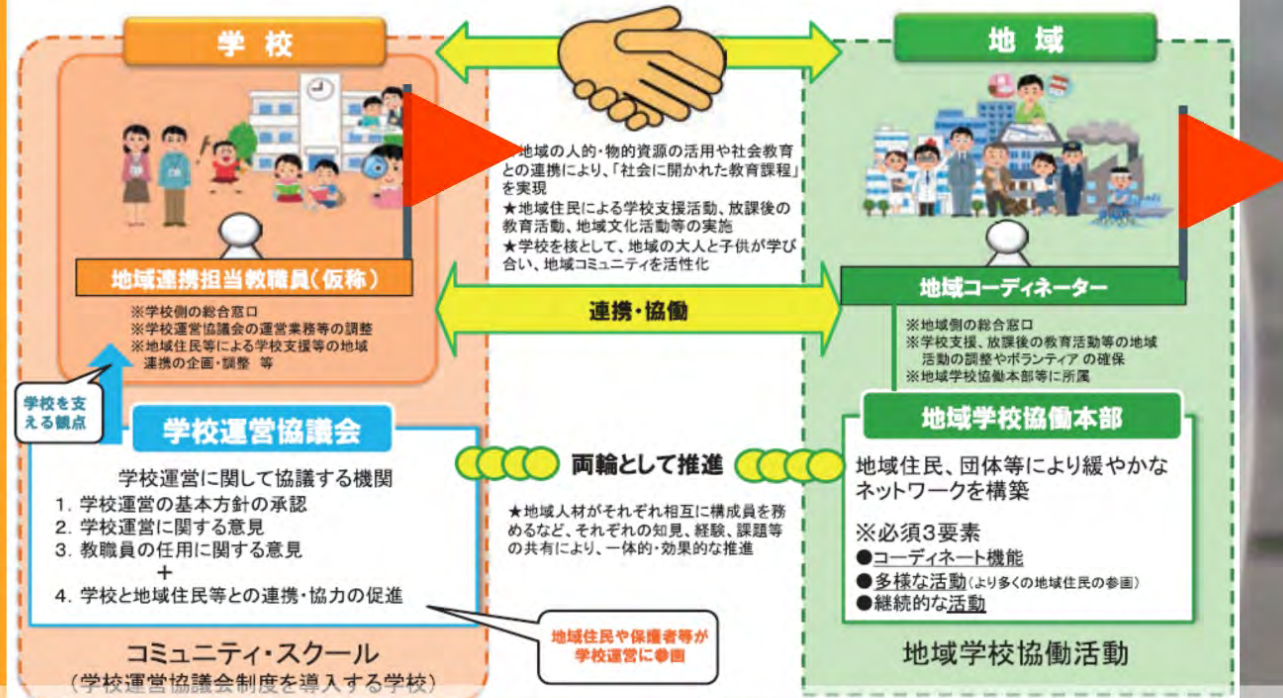 学校
地域
地域の人的・物的資源の活用や社会教育
との連携により、「社会に開かれた教育課程」
を実現
★地域住民による学校支援活動、放課後の
教育活動、地域文化活動等の実施
★学校を核として、地域の大人と子供が学び
合い、地域コミュニティを活性化
地域連携担当教職員(仮称)
※学校側の総合窓口
※学校運営協議会の運営業務等の調整
※地域住民等による学校支援等の地域
連携の企画・調整 等
連携・協働
地域コーディネーター
※地域側の総合窓口
※学校支援、放課後の教育活動等の地域
活動の調整やボランティアの確保
※地域学校協働本部等に所属
学校を支
える観点
学校運営協議会
学校運営に関して協議する機関
1. 学校運営の基本方針の承認
2. 学校運営に関する意見
3. 教職員の任用に関する意見
+
4. 学校と地域住民等との連携・協力の促進
両輪として推進
★地域人材がそれぞれ相互に構成員を務
めるなど、それぞれの知見、経験、課題等
の共有により、一体的・効果的な推進
地域学校協働本部
地域住民、団体等により緩やかな
ネットワークを構築
※必須3要素
●コーディネート機能
●多様な活動(より多くの地域住民の参画)
●継続的な活動
地域住民や保護者等が
学校運営に参画
コミュニティ・スクール
(学校運営協議会制度を導入する学校)
地域学校協働活動